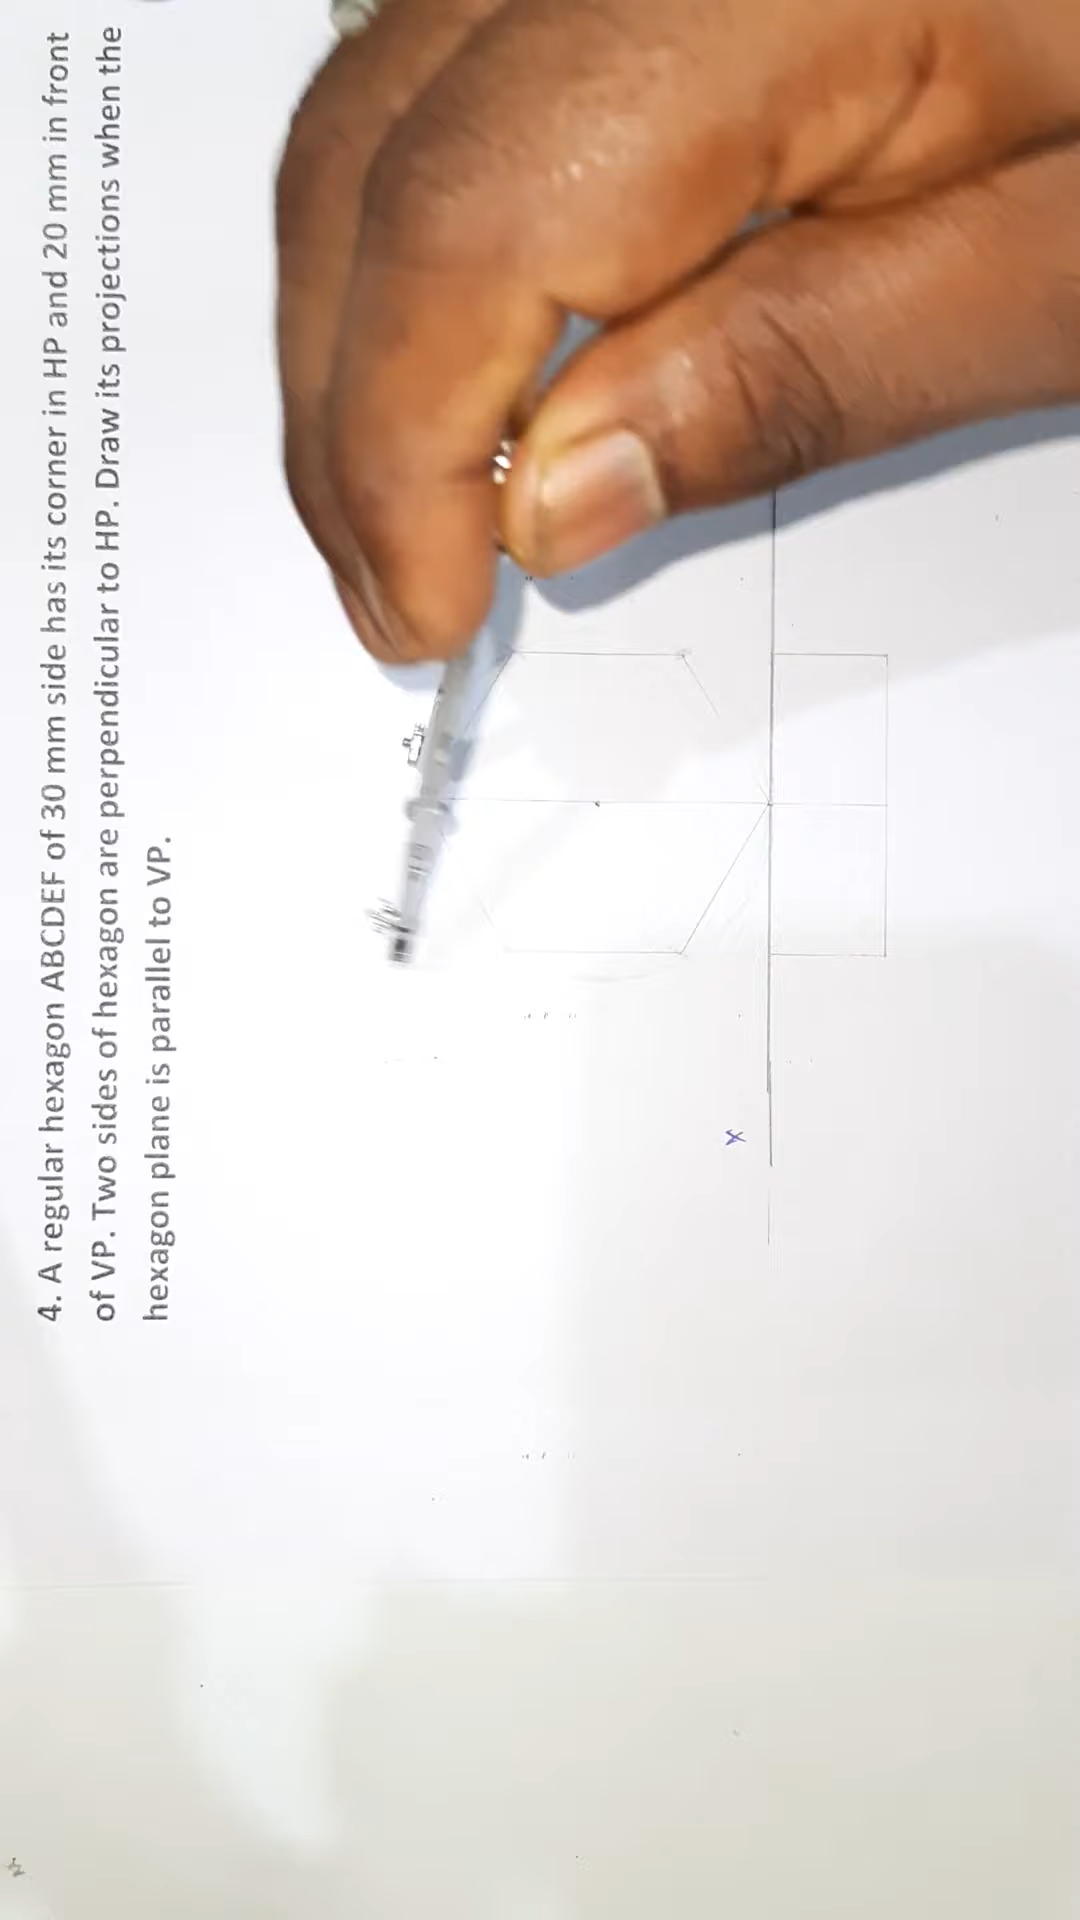 4. A regular hexagon ABCDEF of 30 mm side has its corner in HP and 20 mm in front
of VP. Two sides of hexagon are perpendicular to HP. Draw its projections when the
hexagon plane is parallel to VP.
X